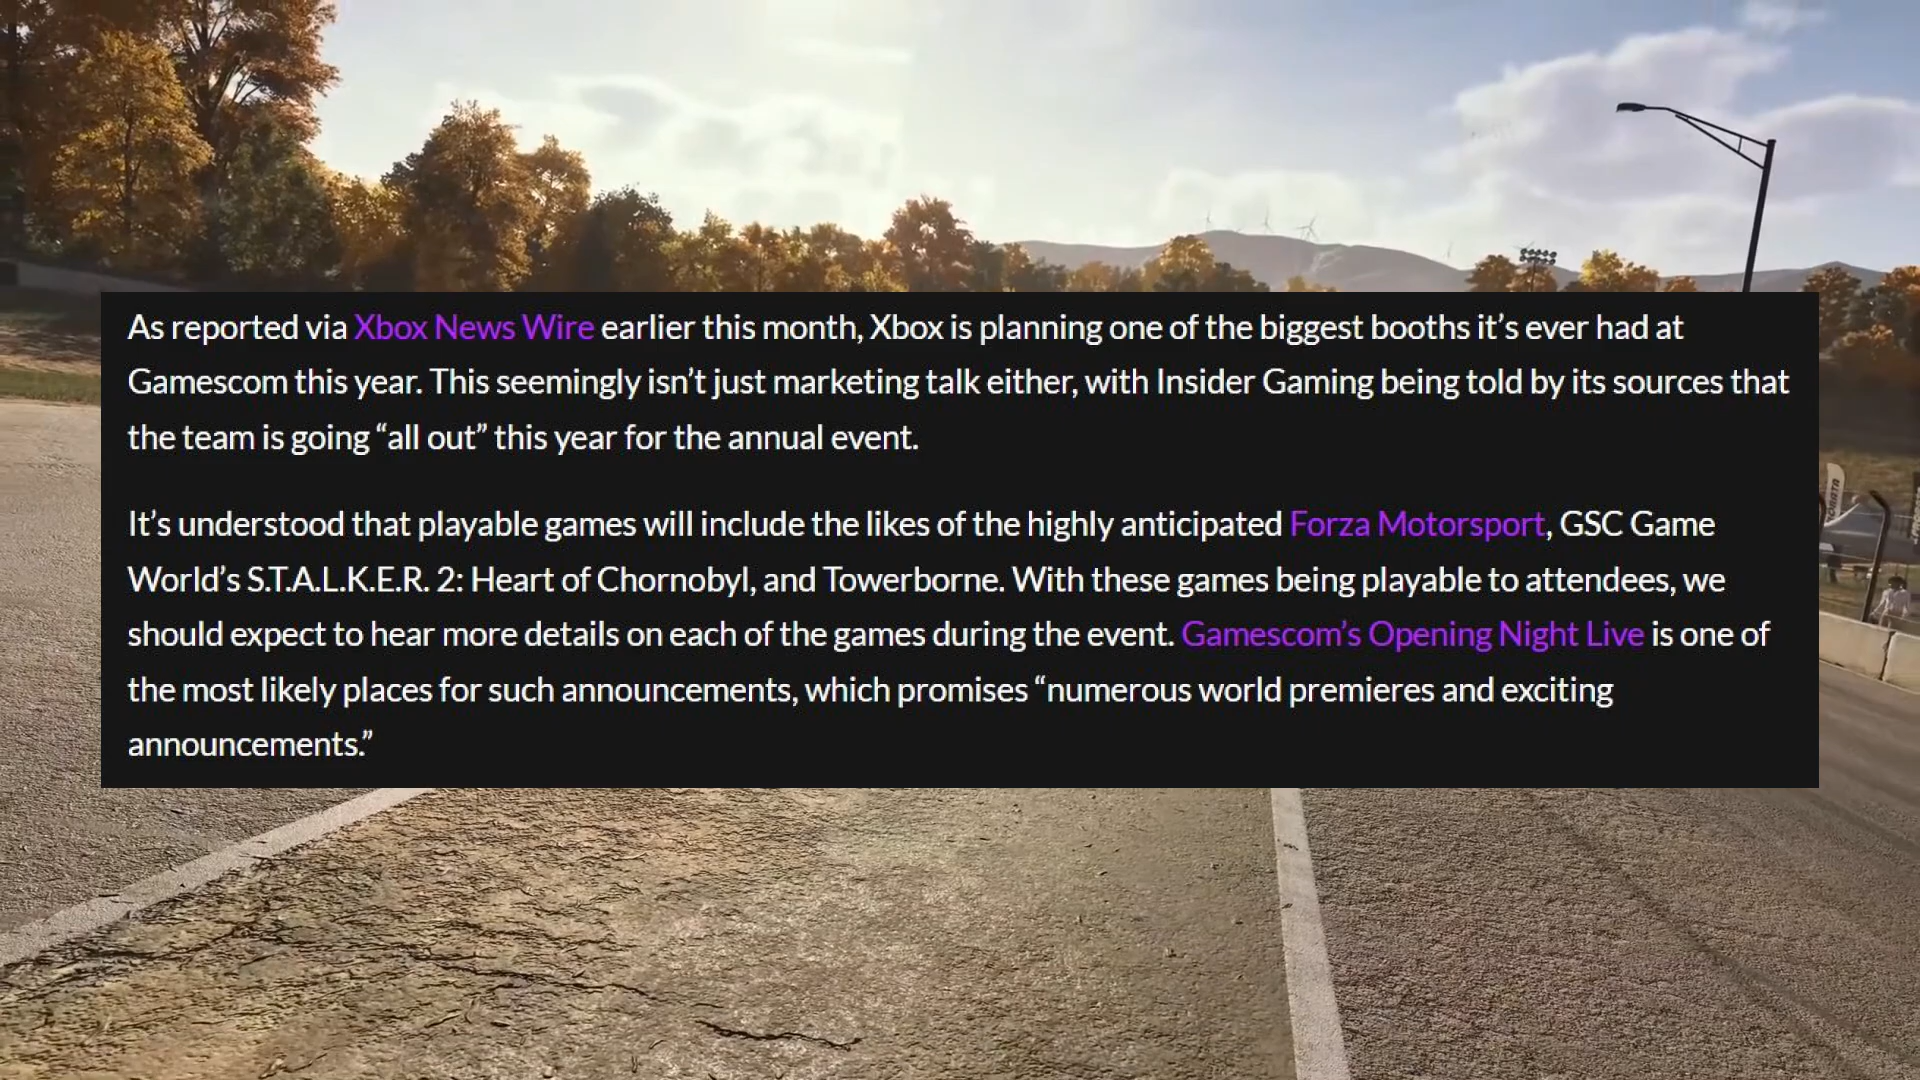 As reported via Xbox News Wire earlier this month, Xbox is planning one of the biggest booths it’s ever had at
Gamescom this year. This seemingly isn’t just marketing talk either, with Insider Gaming being told by its sources that
the team is going “all out” this year for the annual event.
It’s understood that playable games will include the likes of the highly anticipated Forza Motorsport, GSC Game
World’s S.T.A.L.K.E.R. 2: Heart of Chornobyl, and Towerborne. With these games being playable to attendees, we
should expect to hear more details on each of the games during the event. Gamescom’s Opening Night Live is one of
the most likely places for such announcements, which promises “numerous world premieres and exciting
announcements.”